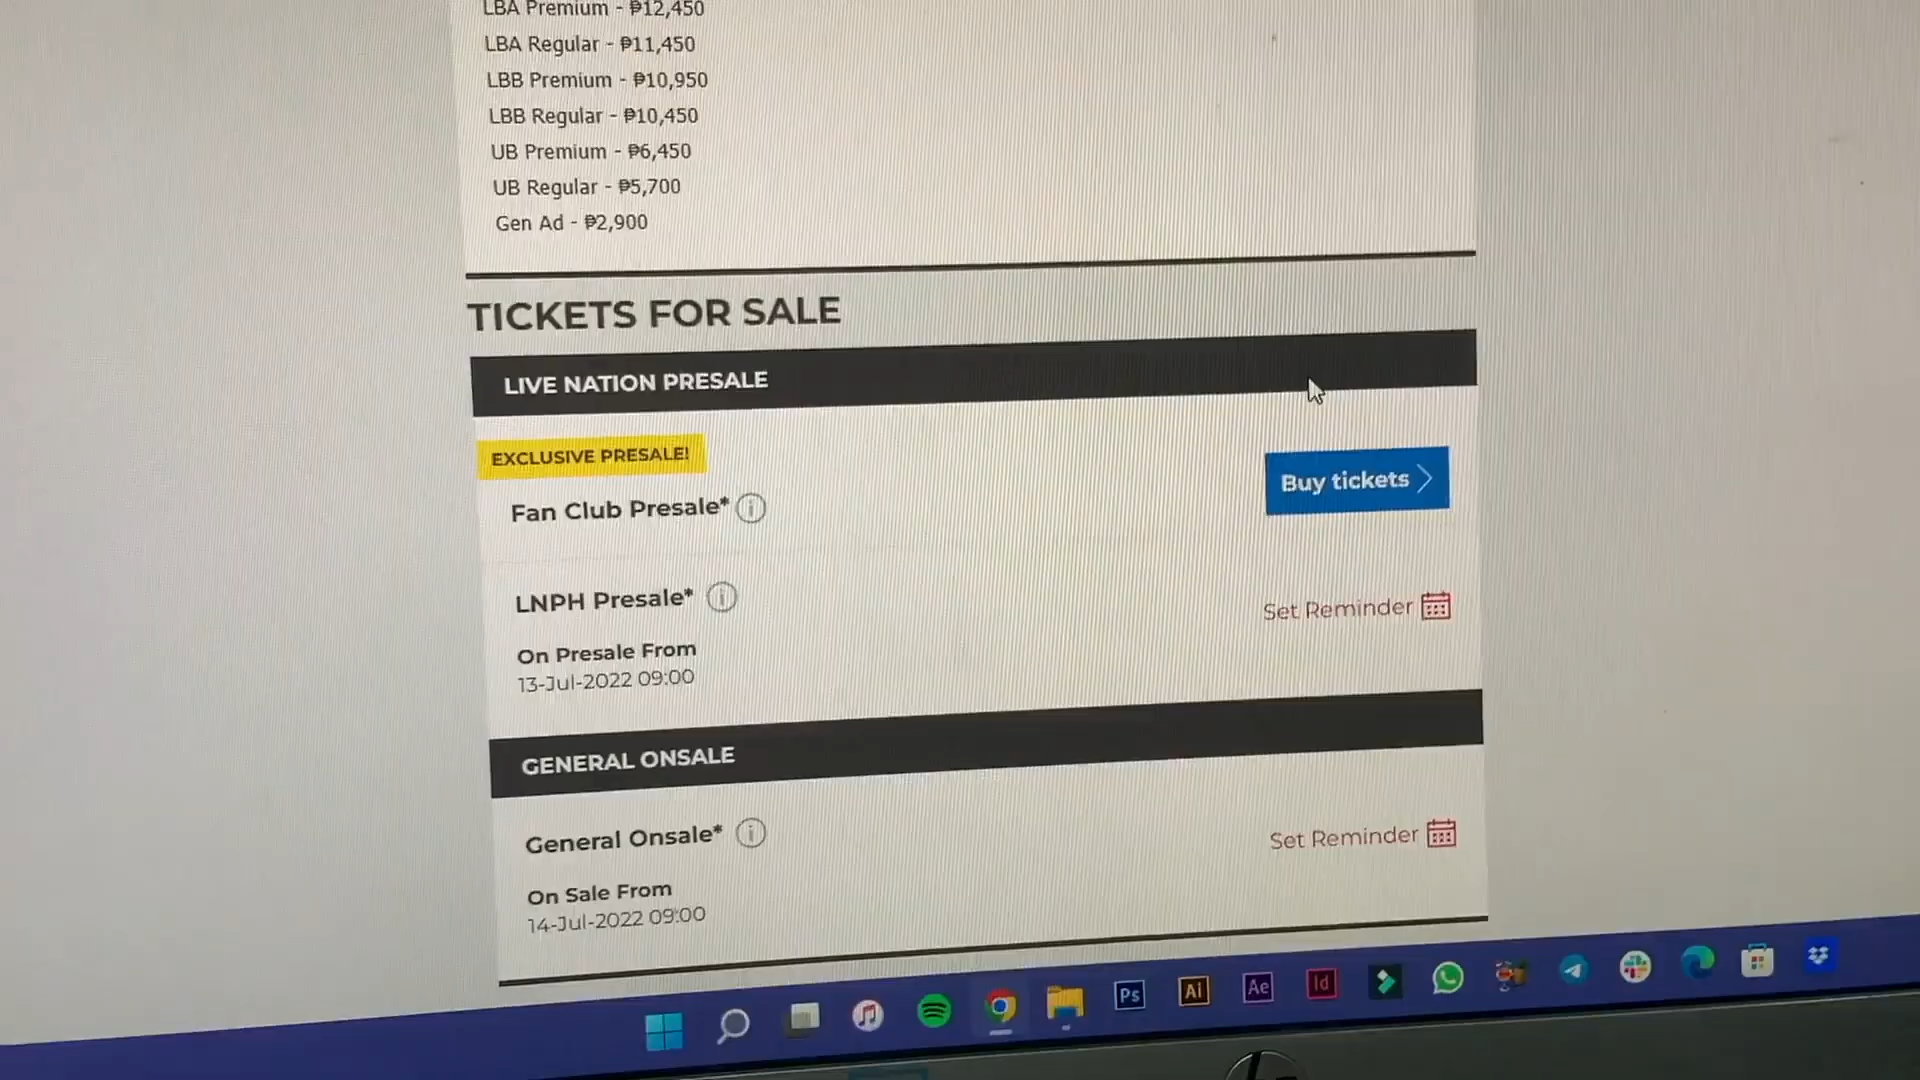 LBA Premium - ₱12,450
LBA Regular - ₱11,450
LBB Premium - ₱10,950
LBB Regular - ₱10,450
UB Premium - ₱6,450
UB Regular - ₱5,700
Gen Ad - ₱2,900
TICKETS FOR SALE
LIVE NATION PRESALE
EXCLUSIVE PRESALE!
Fan Club Presale* i
Buy tickets
LNPH Presale* i
Set Reminder
On Presale From
13-Jul-2022 09:00
GENERAL ONSALE
General Onsale* i
Set Reminder
On Sale From
14-Jul-2022 09:00
Ps Ai Ae Id